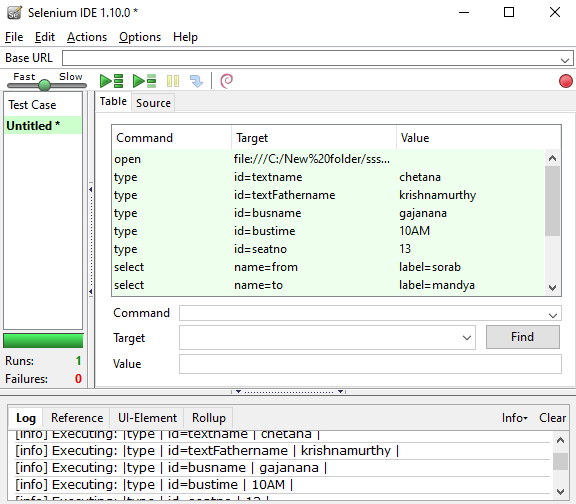 Selenium IDE 1.10.0 *
File Edit Actions Options Help
Base URL
Fast Slow
Test Case
Untitled *
Table Source
Command Target Value
open file:///C:/New%20folder/sss...
type id=textname chetana
type id=textFathername krishnamurthy
type id=busname gajanana
type id=bustime 10AM
type id=seatno 13
select name=from label=sorab
select name=to label=mandya
Command
Target Find
Value
Runs: 1
Failures: 0
Log Reference UI-Element Rollup Info Clear
[info] Executing: |type | id=textname | chetana |
[info] Executing: |type | id=textFathername | krishnamurthy |
[info] Executing: |type | id=busname | gajanana |
[info] Executing: |type | id=bustime | 10AM |
[info] Executing: |type | id=seatno | 13 |